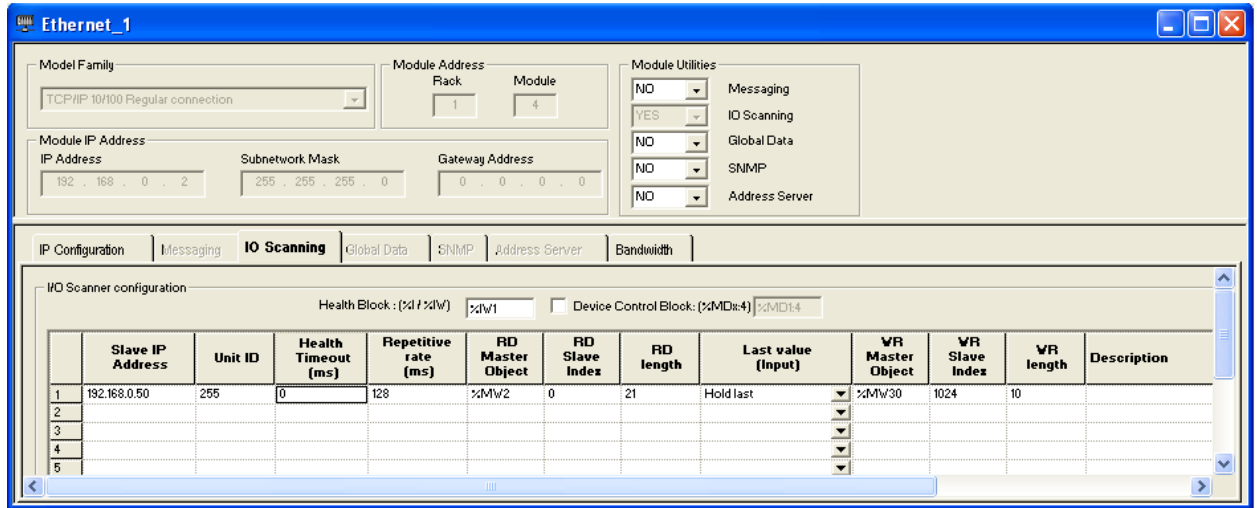 Ethernet_1
Model Family
TCP/IP 10/100 Regular connection
Module Address
Rack Module
1 4
Module Utilities
NO Messaging
YES IO Scanning
NO Global Data
NO SNMP
NO Address Server
Module IP Address
IP Address Subnetwork Mask Gateway Address
192 . 168 . 0 . 2 255 . 255 . 255 . 0 0 . 0 . 0 . 0
IP Configuration Messaging IO Scanning Global Data SNMP Address Server Bandwidth
I/O Scanner configuration
Health Block : (%I / %IW) %IW1 Device Control Block: (%MDx:4) %MD1:4
Slave IP Address Unit ID Health Timeout (ms) Repetitive rate (ms) RD Master Object RD Slave Index RD length Last value (Input) WR Master Object WR Slave Index WR length Description
1 192.168.0.50 255 0 128 %MW2 0 21 Hold last %MW30 1024 10
2
3
4
5